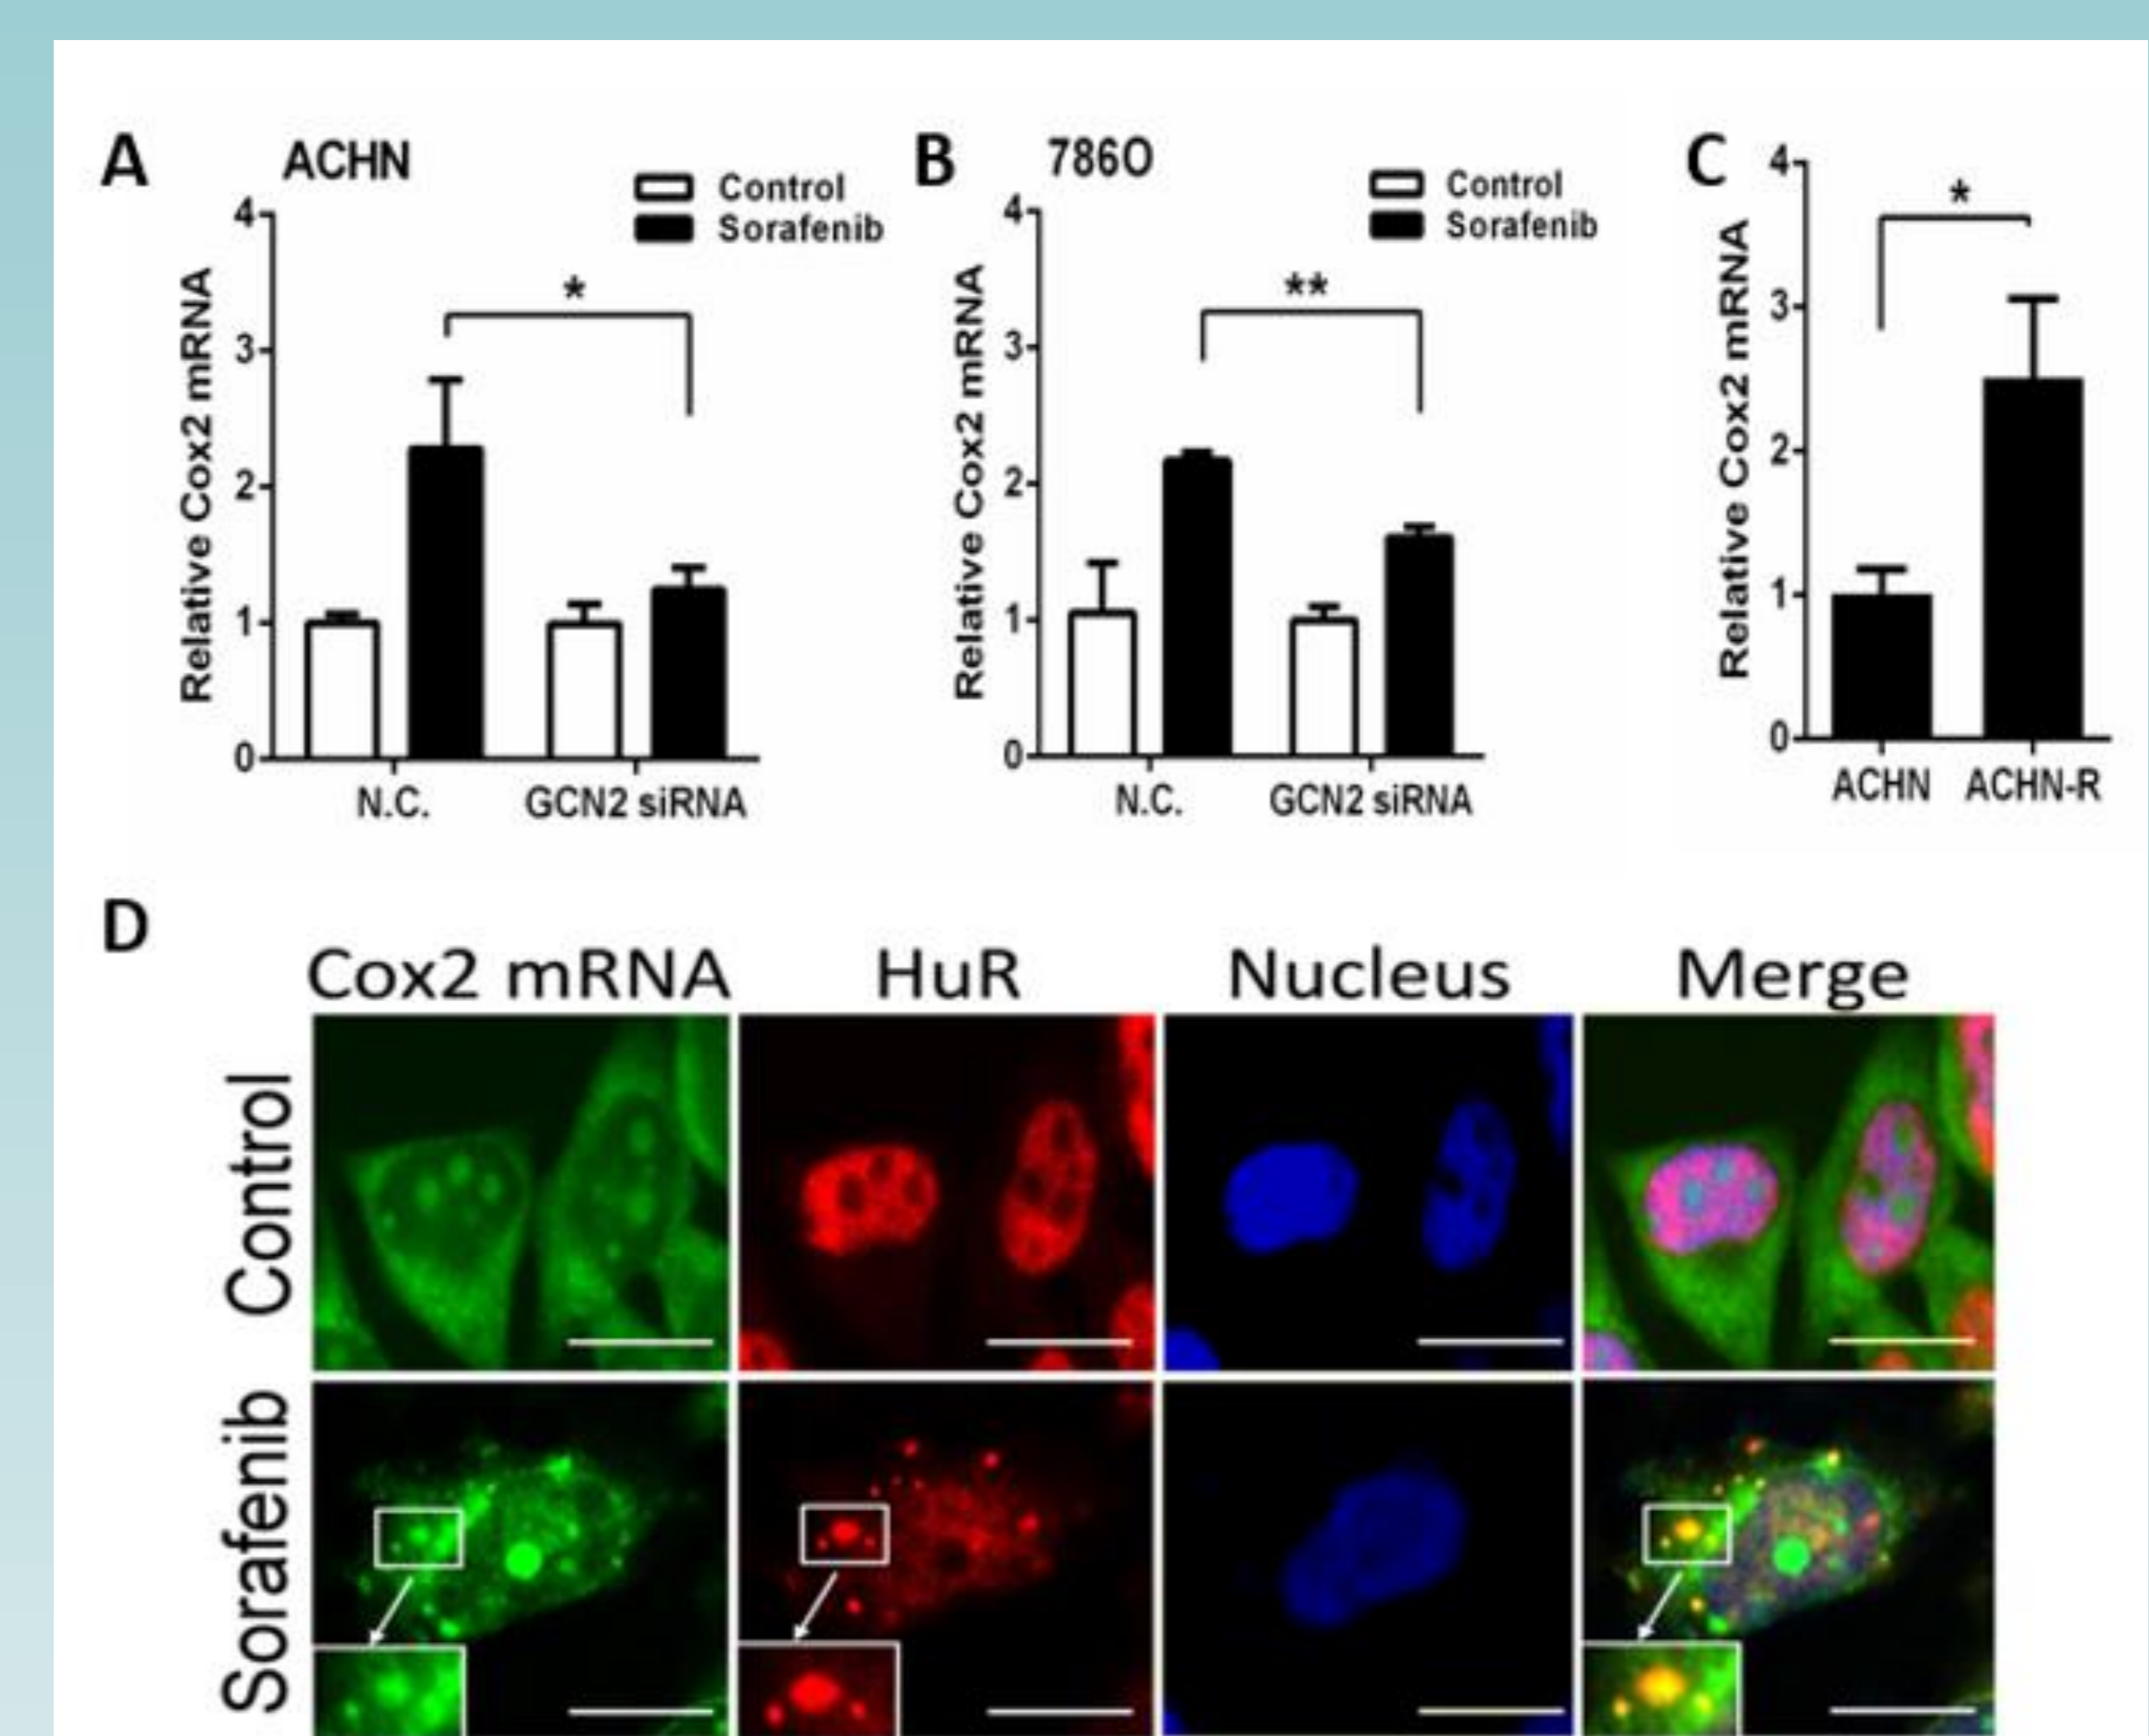 A
ACHN
Control
Sorafenib
4
3
2
1
0
Relative Cox2 mRNA
*
N.C.
GCN2 siRNA
B
786O
Control
Sorafenib
4
3
2
1
0
Relative Cox2 mRNA
**
N.C.
GCN2 siRNA
C
4
3
2
1
0
Relative Cox2 mRNA
*
ACHN
ACHN-R
D
Cox2 mRNA
HuR
Nucleus
Merge
Control
Sorafenib